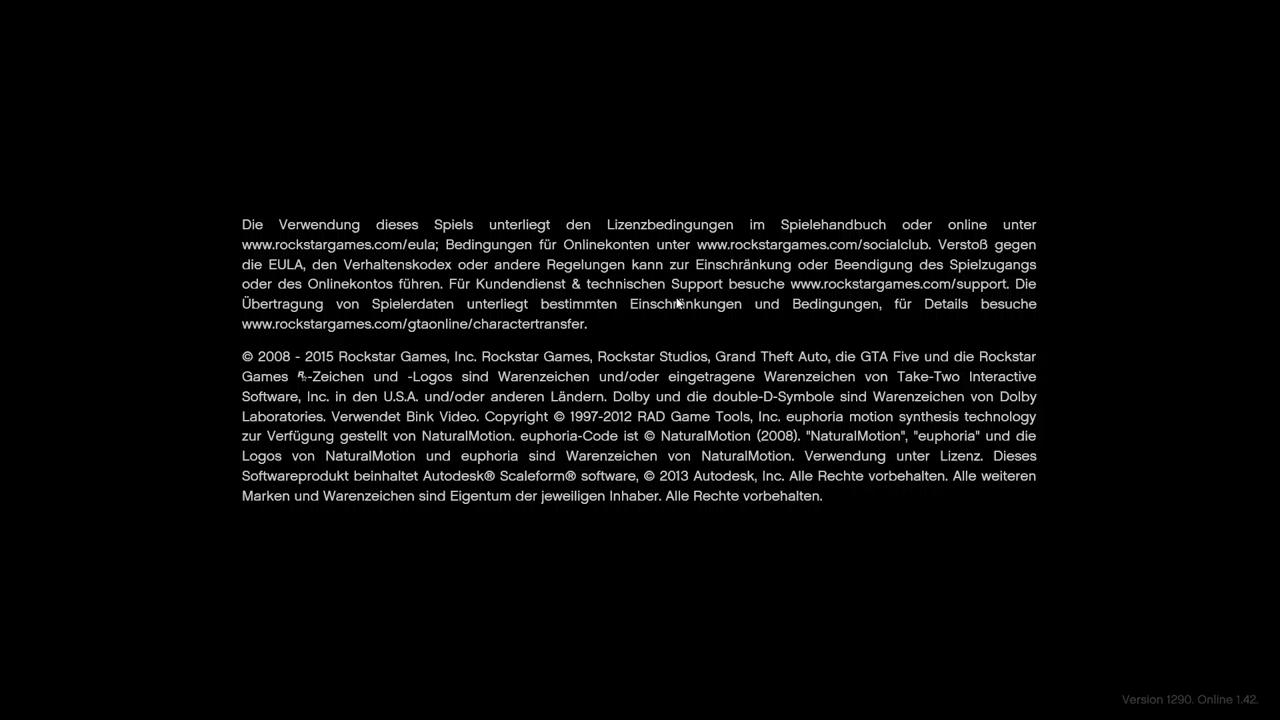 Die Verwendung dieses Spiels unterliegt den Lizenzbedingungen im Spielehandbuch oder online unter
www.rockstargames.com/eula; Bedingungen für Onlinekonten unter www.rockstargames.com/socialclub. Verstoß gegen
die EULA, den Verhaltenskodex oder andere Regelungen kann zur Einschränkung oder Beendigung des Spielzugangs
oder des Onlinekontos führen. Für Kundendienst & technischen Support besuche www.rockstargames.com/support. Die
Übertragung von Spielerdaten unterliegt bestimmten Einschränkungen und Bedingungen, für Details besuche
www.rockstargames.com/gtaonline/charactertransfer.
© 2008 - 2015 Rockstar Games, Inc. Rockstar Games, Rockstar Studios, Grand Theft Auto, die GTA Five und die Rockstar
Games R*-Zeichen und -Logos sind Warenzeichen und/oder eingetragene Warenzeichen von Take-Two Interactive
Software, Inc. in den U.S.A. und/oder anderen Ländern. Dolby und die double-D-Symbole sind Warenzeichen von Dolby
Laboratories. Verwendet Bink Video. Copyright © 1997-2012 RAD Game Tools, Inc. euphoria motion synthesis technology
zur Verfügung gestellt von NaturalMotion. euphoria-Code ist © NaturalMotion (2008). "NaturalMotion", "euphoria" und die
Logos von NaturalMotion und euphoria sind Warenzeichen von NaturalMotion. Verwendung unter Lizenz. Dieses
Softwareprodukt beinhaltet Autodesk® Scaleform® software, © 2013 Autodesk, Inc. Alle Rechte vorbehalten. Alle weiteren
Marken und Warenzeichen sind Eigentum der jeweiligen Inhaber. Alle Rechte vorbehalten.
Version 1290. Online 1.42.